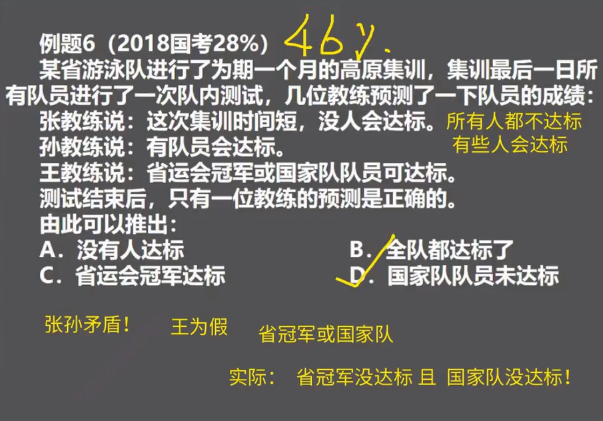 例题6（2018国考28%） 46%.
某省游泳队进行了为期一个月的高原集训，集训最后一日所
有队员进行了一次队内测试，几位教练预测了一下队员的成绩：
张教练说：这次集训时间短，没人会达标。 所有人都不达标
孙教练说：有队员会达标。 有些人会达标
王教练说：省运会冠军或国家队队员可达标。
测试结束后，只有一位教练的预测是正确的。
由此可以推出：
A．没有人达标 B．全队都达标了
C．省运会冠军达标 D．国家队队员未达标
张孙矛盾！ 王为假 省冠军或国家队
实际： 省冠军没达标 且 国家队没达标！